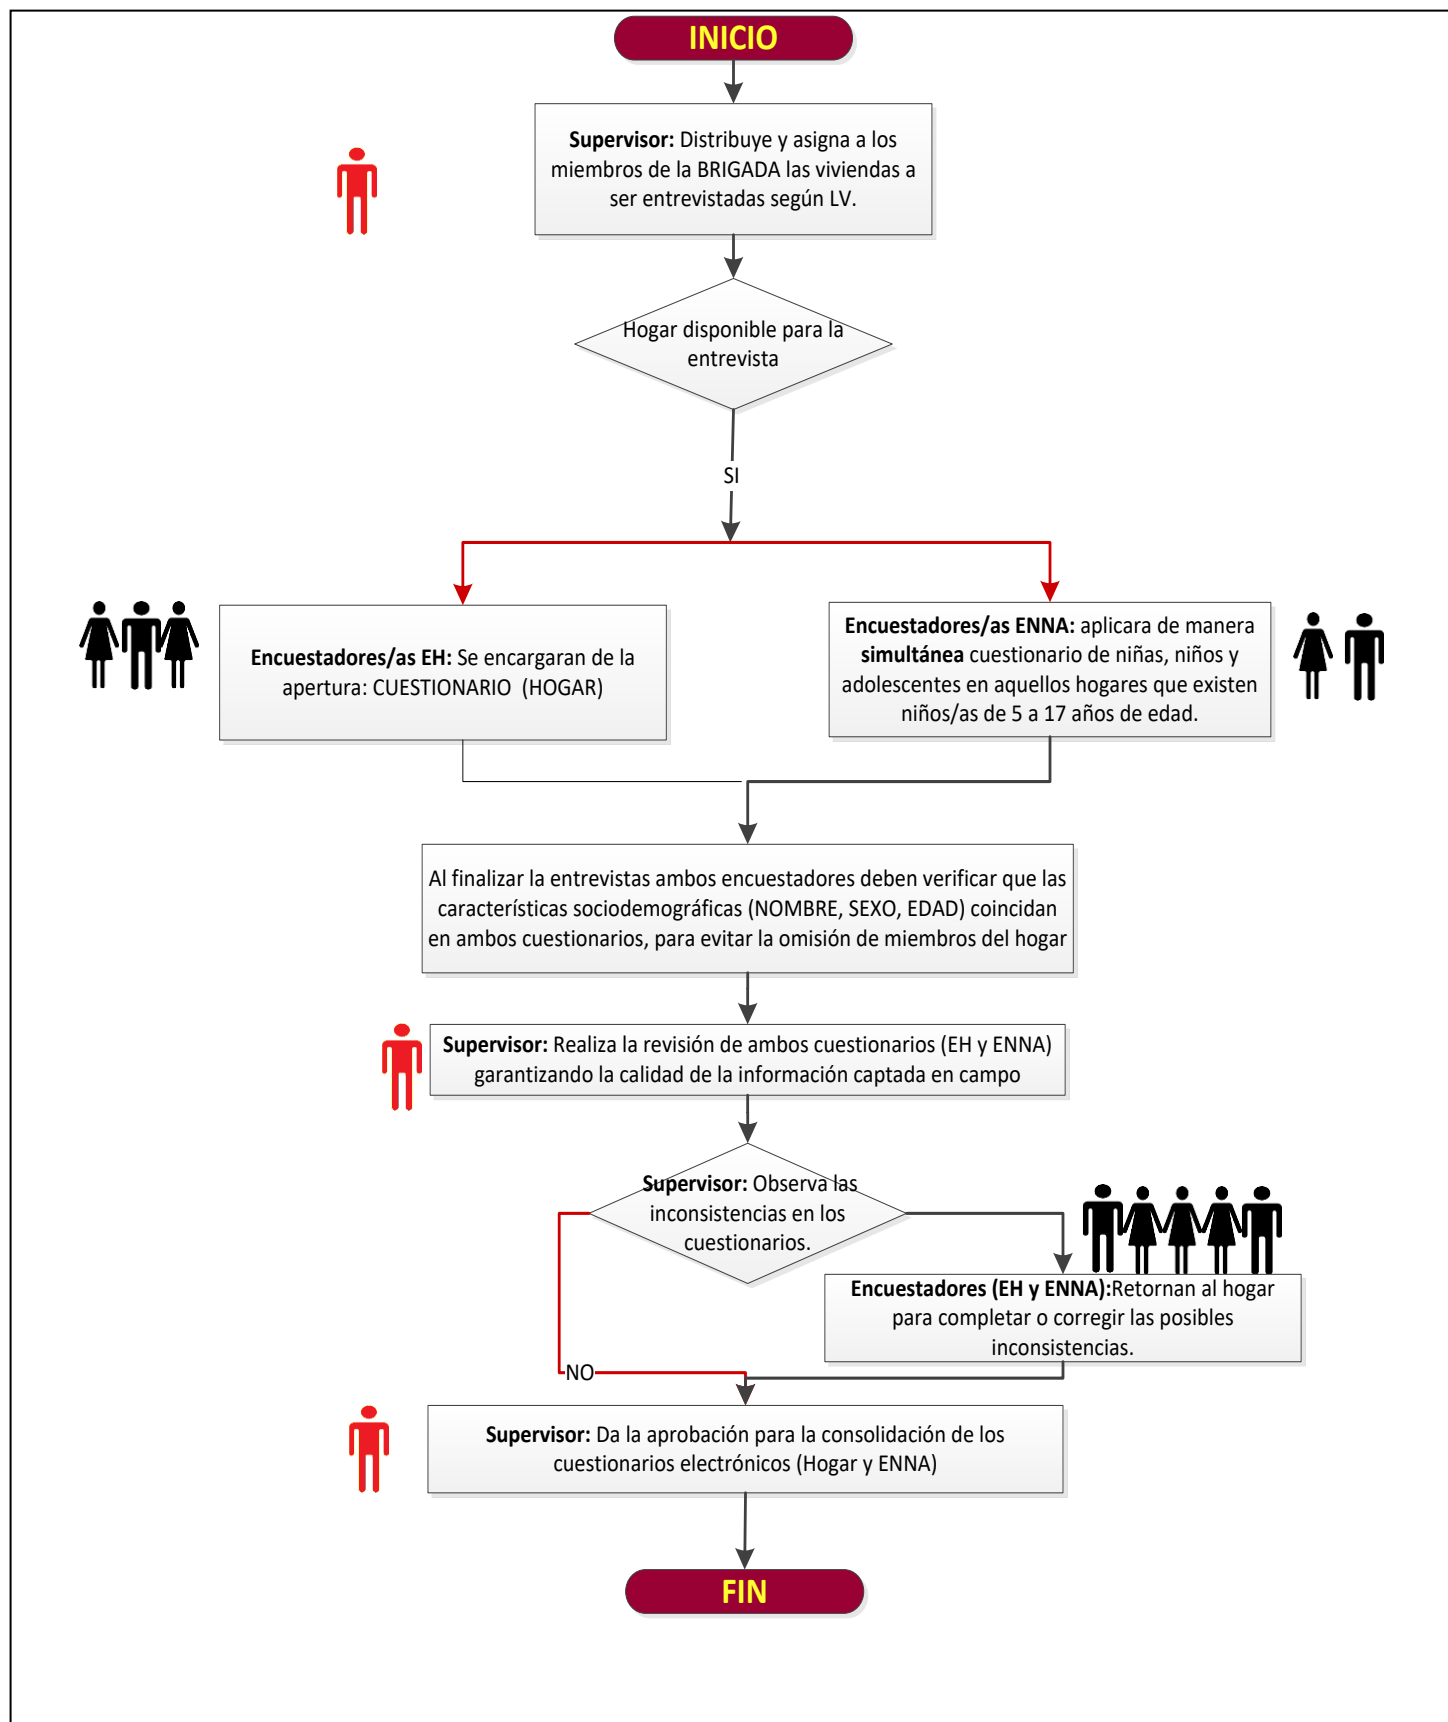 INICIO
Supervisor: Distribuye y asigna a los
miembros de la BRIGADA las viviendas a
ser entrevistadas según LV.
Hogar disponible para la
entrevista
SI
Encuestadores/as EH: Se encargaran de la
apertura: CUESTIONARIO (HOGAR)
Encuestadores/as ENNA: aplicara de manera
simultánea cuestionario de niñas, niños y
adolescentes en aquellos hogares que existen
niños/as de 5 a 17 años de edad.
Al finalizar la entrevistas ambos encuestadores deben verificar que las
características sociodemográficas (NOMBRE, SEXO, EDAD) coincidan
en ambos cuestionarios, para evitar la omisión de miembros del hogar
Supervisor: Realiza la revisión de ambos cuestionarios (EH y ENNA)
garantizando la calidad de la información captada en campo
Supervisor: Observa las
inconsistencias en los
cuestionarios.
Encuestadores (EH y ENNA):Retornan al hogar
para completar o corregir las posibles
inconsistencias.
NO
Supervisor: Da la aprobación para la consolidación de los
cuestionarios electrónicos (Hogar y ENNA)
FIN